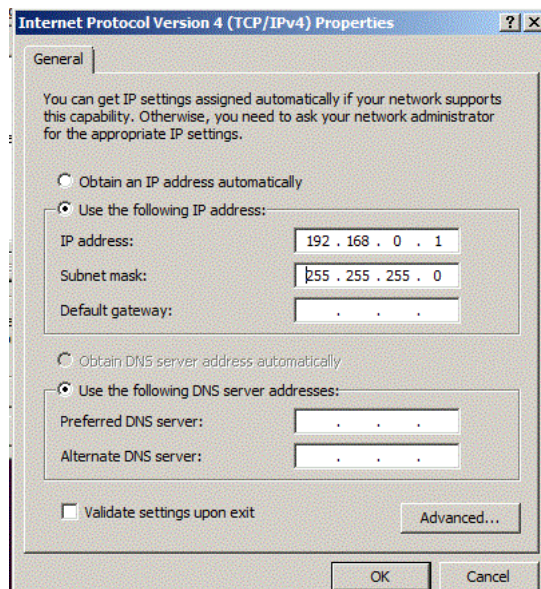 Internet Protocol Version 4 (TCP/IPv4) Properties
General
You can get IP settings assigned automatically if your network supports
this capability. Otherwise, you need to ask your network administrator
for the appropriate IP settings.
Obtain an IP address automatically
Use the following IP address:
IP address: 192 . 168 . 0 . 1
Subnet mask: 255 . 255 . 255 . 0
Default gateway: . . .
Obtain DNS server address automatically
Use the following DNS server addresses:
Preferred DNS server: . . .
Alternate DNS server: . . .
Validate settings upon exit
Advanced...
OK Cancel